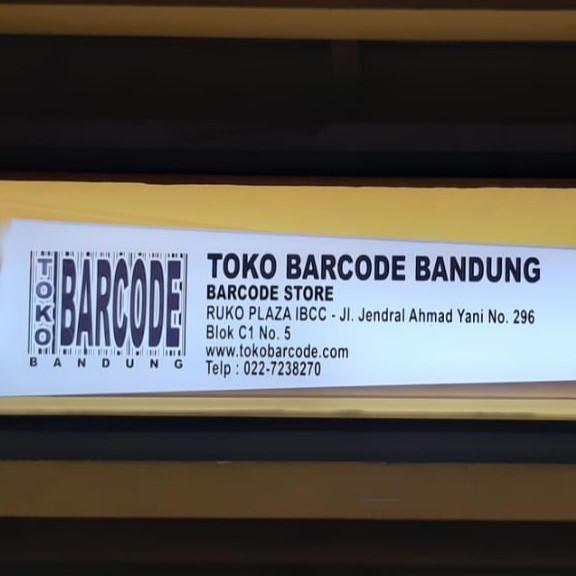 TOKO
BARCODE
BANDUNG
TOKO BARCODE BANDUNG
BARCODE STORE
RUKO PLAZA IBCC - Jl. Jendral Ahmad Yani No. 296
Blok C1 No. 5
www.tokobarcode.com
Telp : 022-7238270